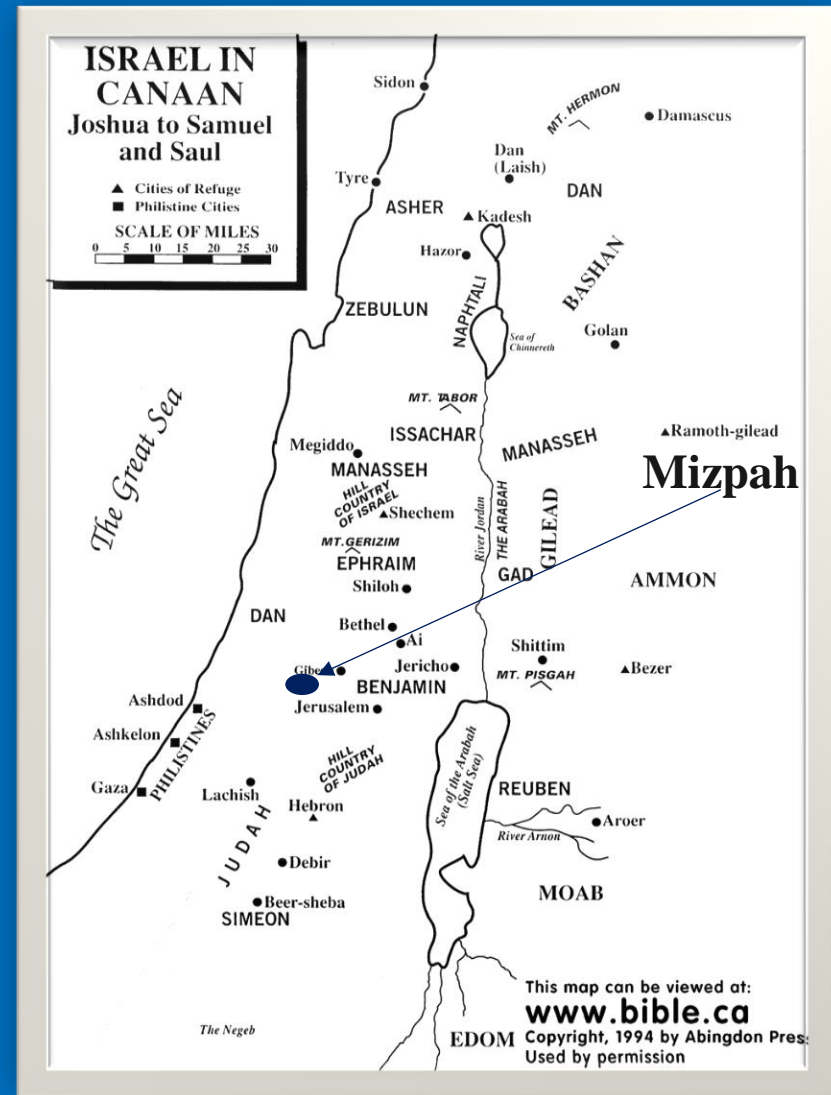 ISRAEL IN
CANAAN
Joshua to Samuel
and Saul
Cities of Refuge
Philistine Cities
SCALE OF MILES
0 5 10 15 20 25 30
Sidon
MT. HERMON
Damascus
Dan
(Laish)
Tyre
DAN
ASHER
Kadesh
Hazor
BASHAN
ZEBULUN
NAPHTALI
Golan
Sea of
Chinnereth
The Great Sea
MT. TABOR
ISSACHAR
MANASSEH
Ramoth-gilead
Megiddo
MANASSEH
Mizpah
HILL
COUNTRY
OF ISRAEL
Shechem
River Jordan
THE ARABAH
GILEAD
MT. GERIZIM
EPHRAIM
GAD
AMMON
Shiloh
DAN
Bethel
Ai
Shittim
Jericho
MT. PISGAH
Bezer
BENJAMIN
Ashdod
Jerusalem
Ashkelon
PHILISTINES
HILL
COUNTRY
OF JUDAH
Sea of the Arabah
(Salt Sea)
Gaza
Lachish
REUBEN
Hebron
JUDAH
Aroer
River Arnon
Debir
MOAB
Beer-sheba
SIMEON
This map can be viewed at:
www.bible.ca
The Negeb
EDOM
Copyright, 1994 by Abingdon Pres
Used by permission